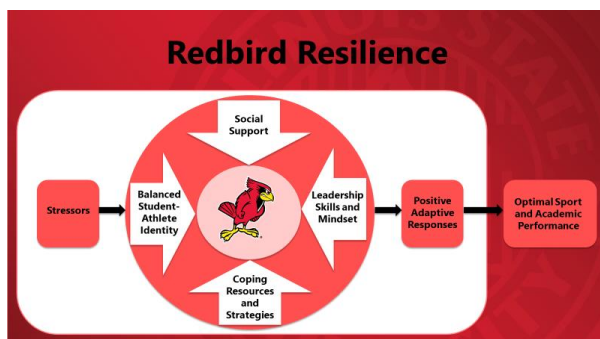 Redbird Resilience
Social
Support
Stressors
Balanced
Student-
Athlete
Identity
Leadership
Skills and
Mindset
Positive
Adaptive
Responses
Optimal Sport
and Academic
Performance
Coping
Resources
and
Strategies